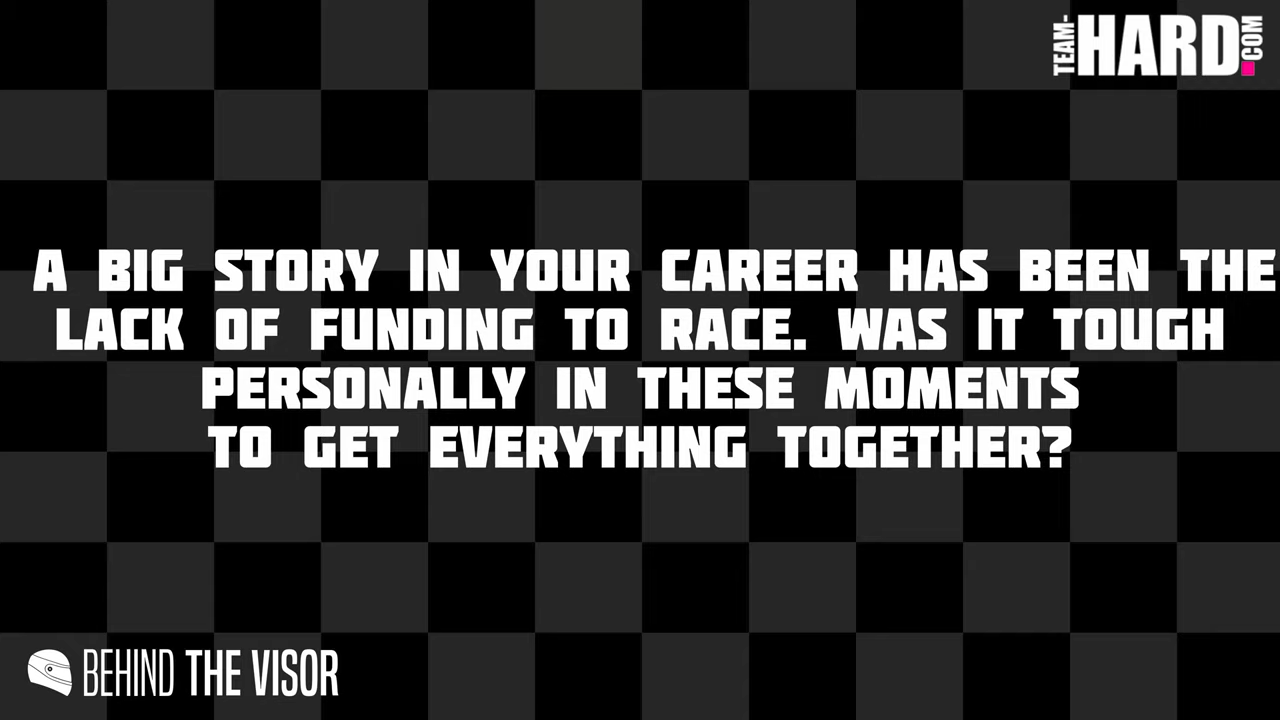 TEAM-HARD.COM
A BIG STORY IN YOUR CAREER HAS BEEN THE
LACK OF FUNDING TO RACE. WAS IT TOUGH
PERSONALLY IN THESE MOMENTS
TO GET EVERYTHING TOGETHER?
BEHIND THE VISOR